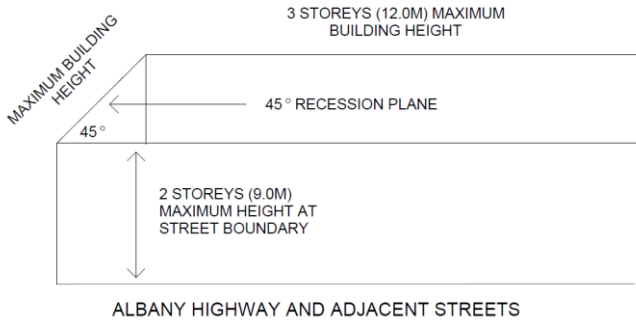 3 STOREYS (12.0M) MAXIMUM
BUILDING HEIGHT
MAXIMUM BUILDING
HEIGHT
45° RECESSION PLANE
45°
2 STOREYS (9.0M)
MAXIMUM HEIGHT AT
STREET BOUNDARY
ALBANY HIGHWAY AND ADJACENT STREETS